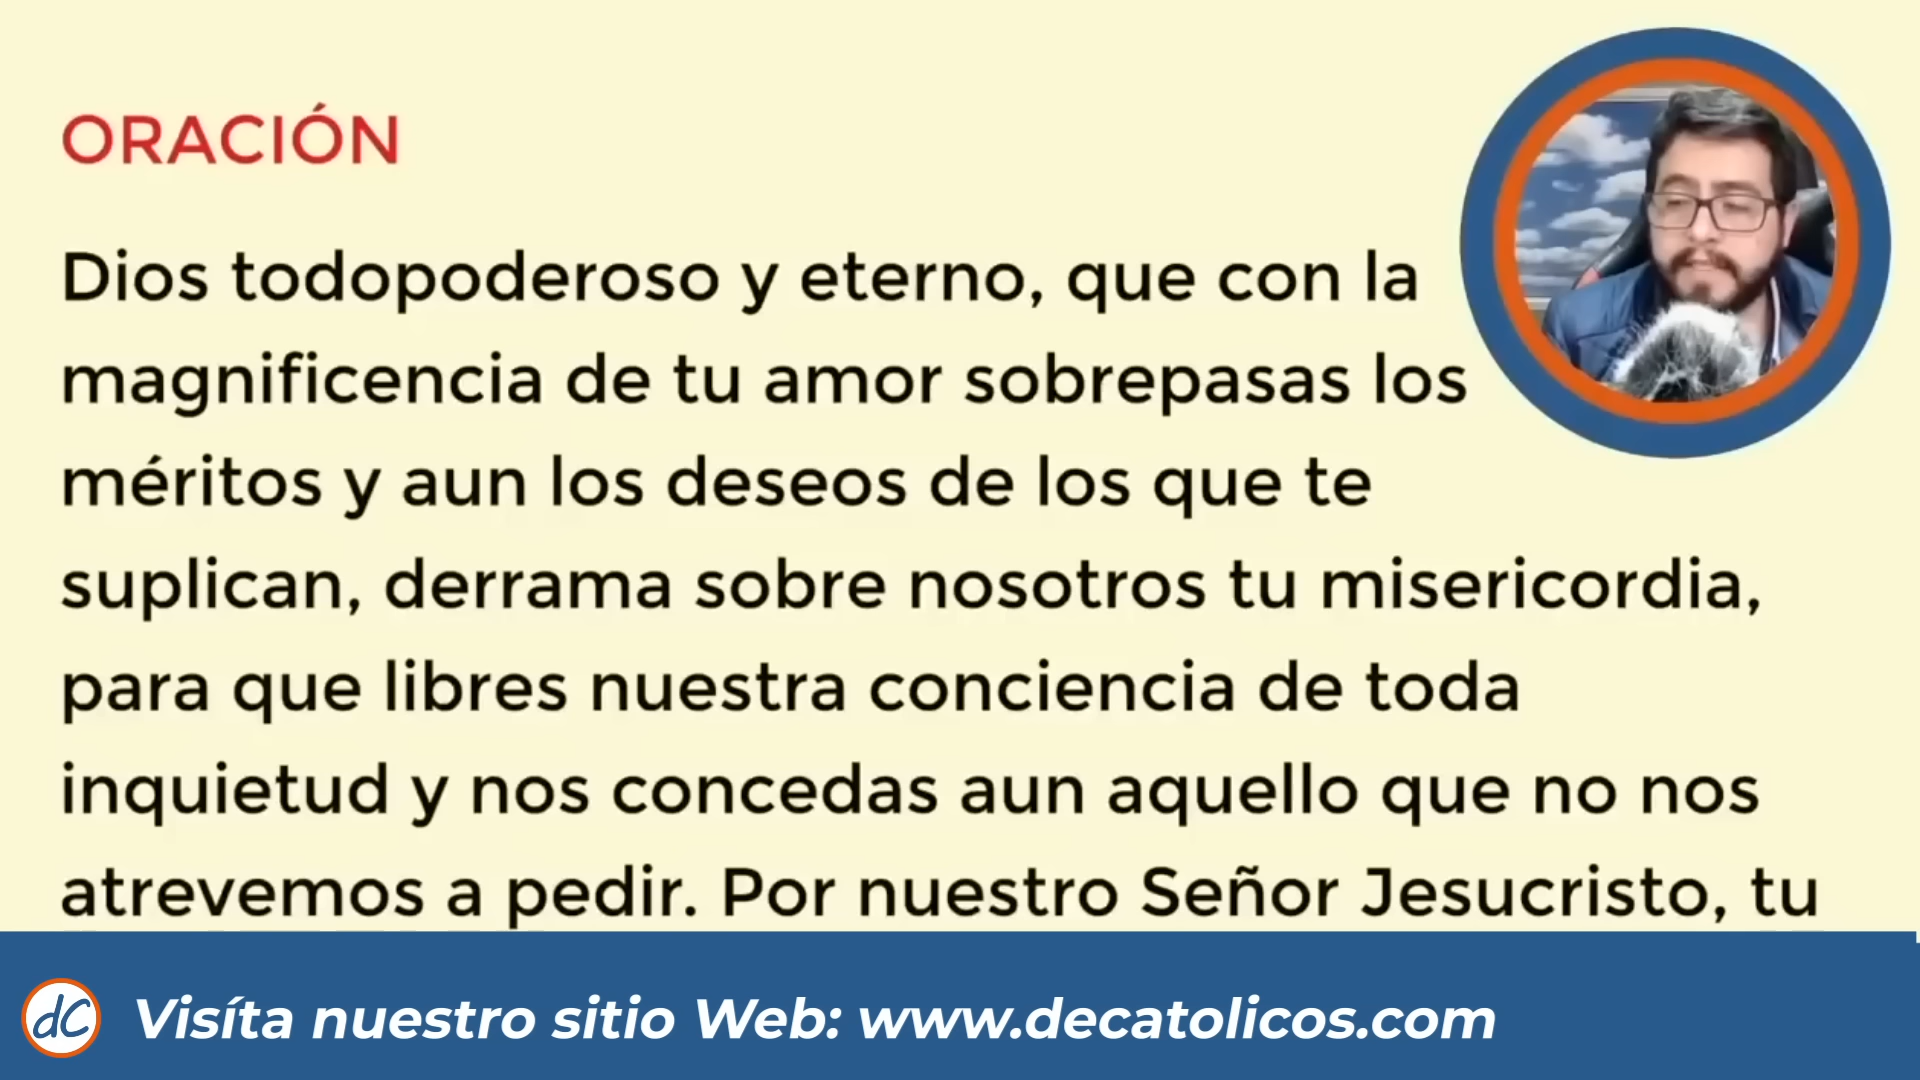 ORACIÓN
Dios todopoderoso y eterno, que con la
magnificencia de tu amor sobrepasas los
méritos y aun los deseos de los que te
suplican, derrama sobre nosotros tu misericordia,
para que libres nuestra conciencia de toda
inquietud y nos concedas aun aquello que no nos
atrevemos a pedir. Por nuestro Señor Jesucristo, tu
dC Visíta nuestro sitio Web: www.decatolicos.com